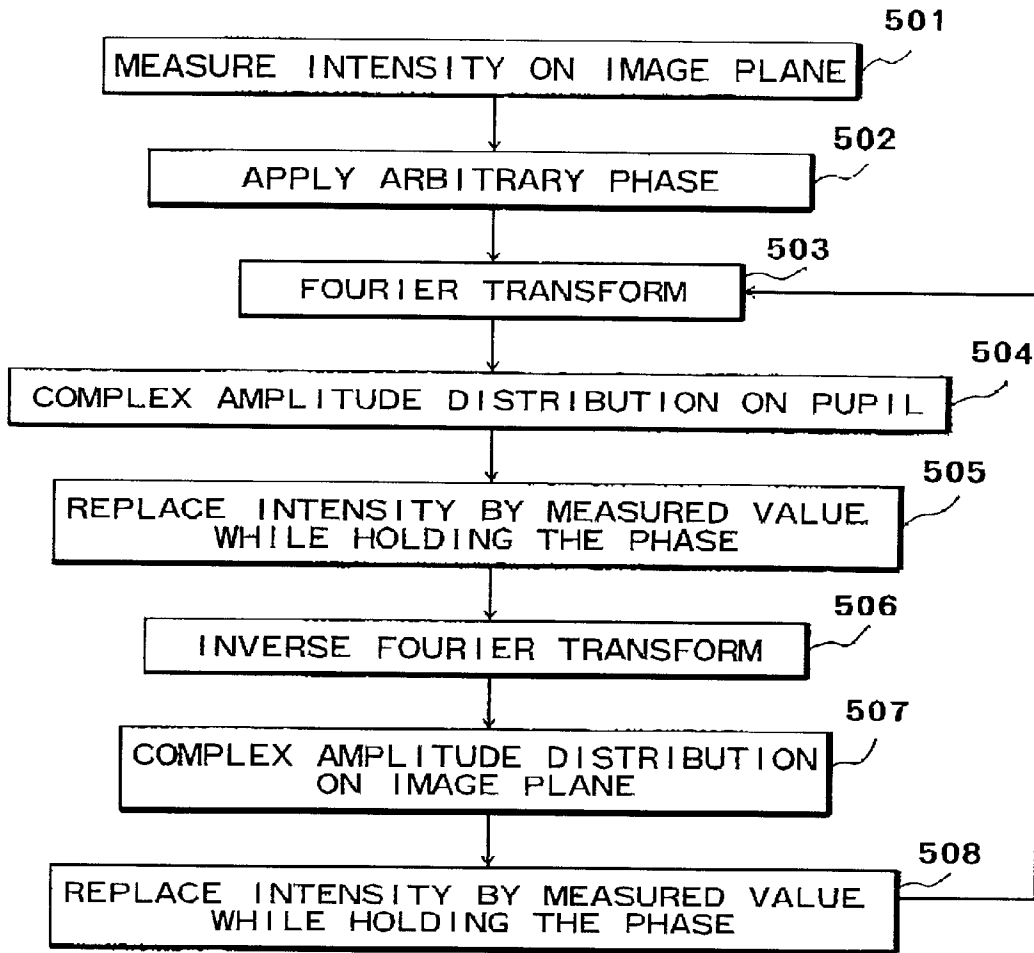 501
MEASURE INTENSITY ON IMAGE PLANE
502
APPLY ARBITRARY PHASE
503
FOURIER TRANSFORM
504
COMPLEX AMPLITUDE DISTRIBUTION ON PUPIL
505
REPLACE INTENSITY BY MEASURED VALUE
WHILE HOLDING THE PHASE
506
INVERSE FOURIER TRANSFORM
507
COMPLEX AMPLITUDE DISTRIBUTION
ON IMAGE PLANE
508
REPLACE INTENSITY BY MEASURED VALUE
WHILE HOLDING THE PHASE